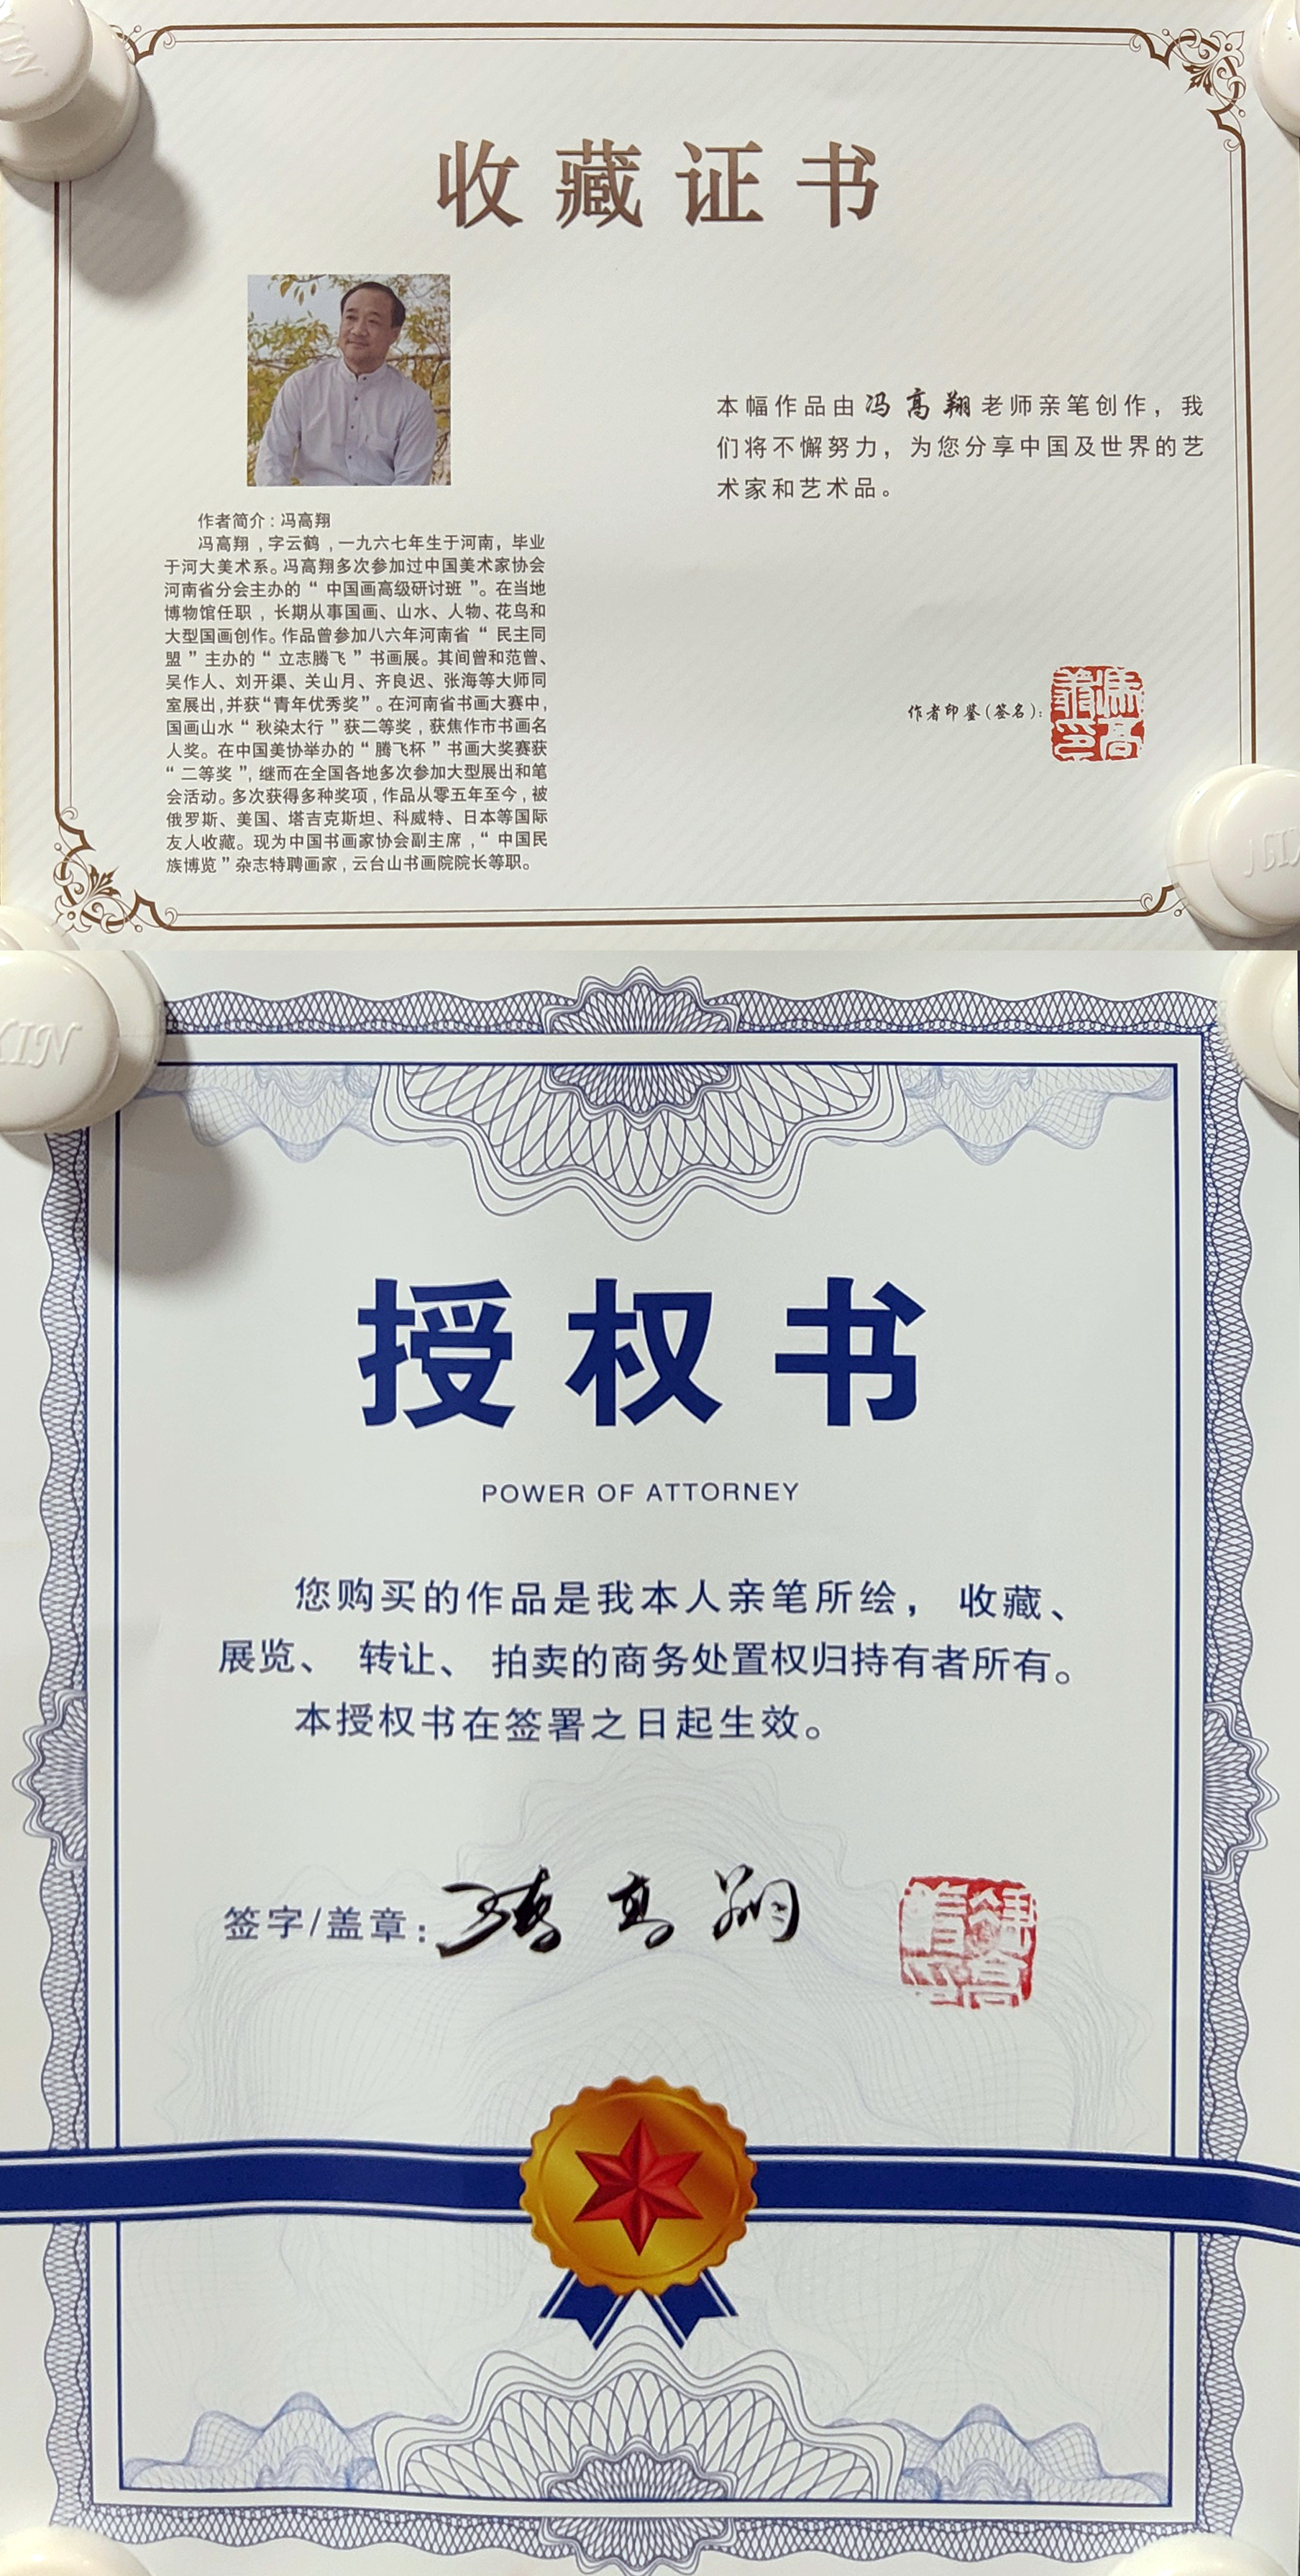 收藏证书
作者简介：冯高翔
冯高翔，字云鹤，一九六七年生于河南，毕业
于河大美术系。冯高翔多次参加过中国美术家协会
河南省分会主办的“中国画高级研讨班”。在当地
博物馆任职，长期从事国画、山水、人物、花鸟和
大型国画创作。作品曾参加八六年河南省“民主同
盟”主办的“立志腾飞”书画展。其间曾和范曾、
吴作人、刘开渠、关山月、齐良迟、张海等大师同
室展出,并获“青年优秀奖”。在河南省书画大赛中,
国画山水“秋染太行”获二等奖，获焦作市书画名
人奖。在中国美协举办的“腾飞杯”书画大奖赛获
“二等奖”，继而在全国各地多次参加大型展出和笔
会活动。多次获得多种奖项，作品从零五年至今，被
俄罗斯、美国、塔吉克斯坦、科威特、日本等国际
友人收藏。现为中国书画家协会副主席，“中国民
族博览”杂志特聘画家，云台山书画院院长等职。
本幅作品由冯高翔老师亲笔创作，我
们将不懈努力，为您分享中国及世界的艺
术家和艺术品。
作者印鉴(签名):
冯高翔印
XIN
授权书
POWER OF ATTORNEY
您购买的作品是我本人亲笔所绘， 收藏、
展览、 转让、 拍卖的商务处置权归持有者所有。
本授权书在签署之日起生效。
签字/盖章：冯高翔